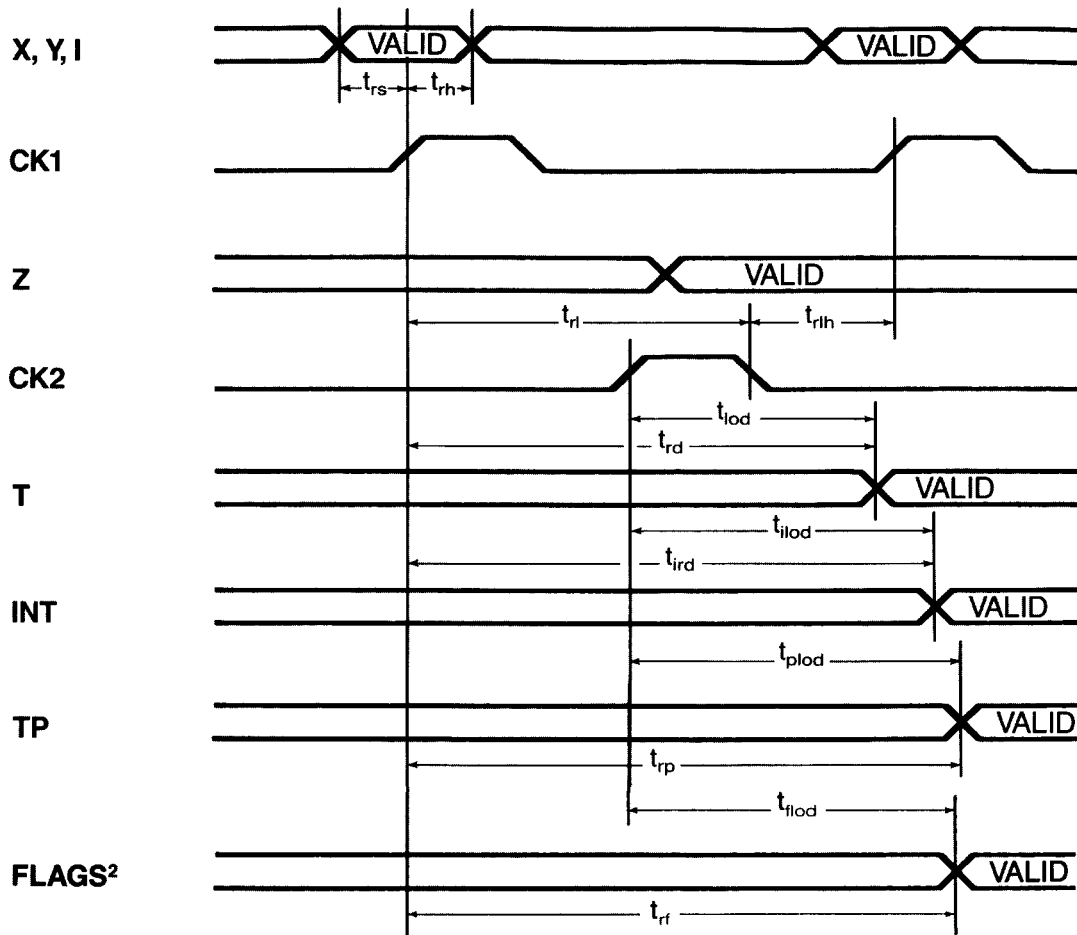 X, Y, I VALID VALID
t_rs t_rh
CK1
Z VALID
t_rl t_rlh
CK2
t_lod
t_rd
T VALID
t_ilod
t_ird
INT VALID
t_plod
TP VALID
t_rp
t_flod
FLAGS² VALID
t_rf